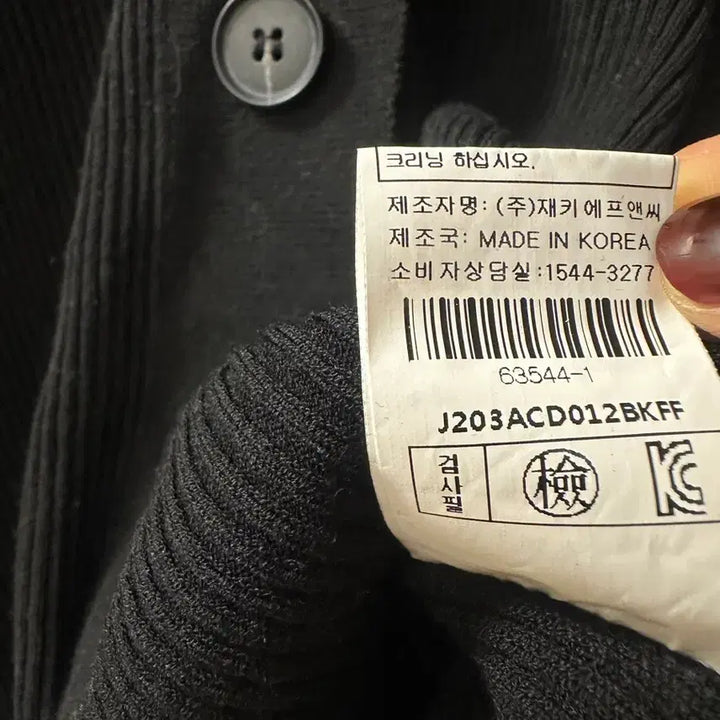 크리닝 하십시오.
제조자명: (주)재키에프앤씨
제조국: MADE IN KOREA
소비자상담실:1544-3277
63544-1
J203ACD012BKFF
검사필
檢
KC